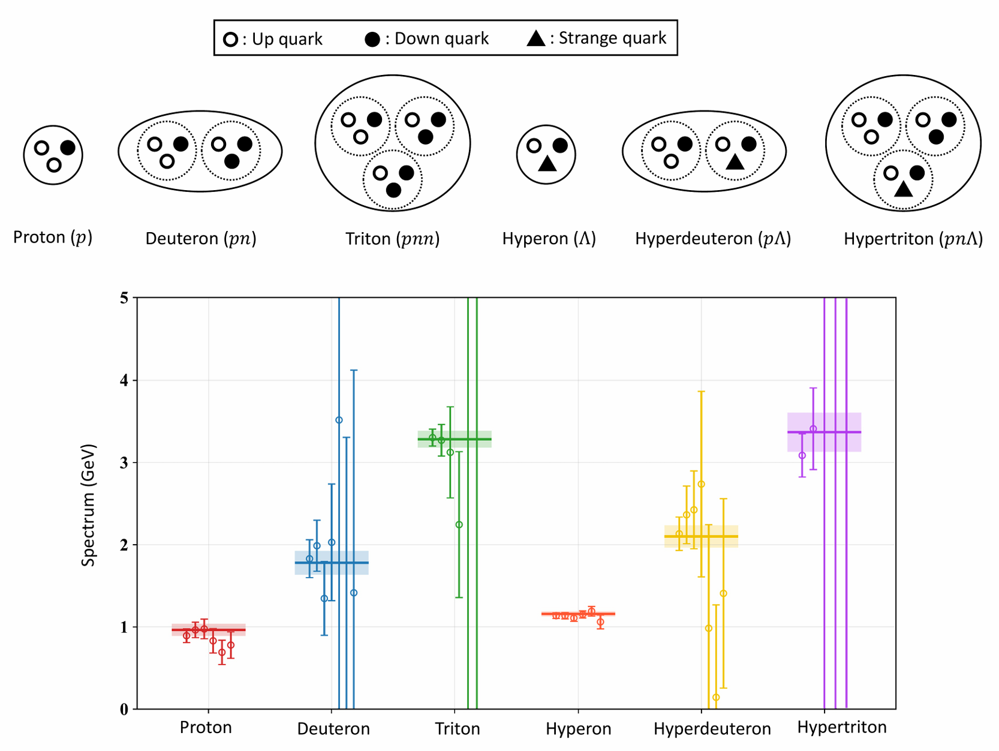 : Up quark : Down quark : Strange quark
Proton (p) Deuteron (pn) Triton (pnn) Hyperon (Λ) Hyperdeuteron (pΛ) Hypertriton (pnΛ)
5
4
3
2
1
0
Spectrum (GeV)
Proton Deuteron Triton Hyperon Hyperdeuteron Hypertriton